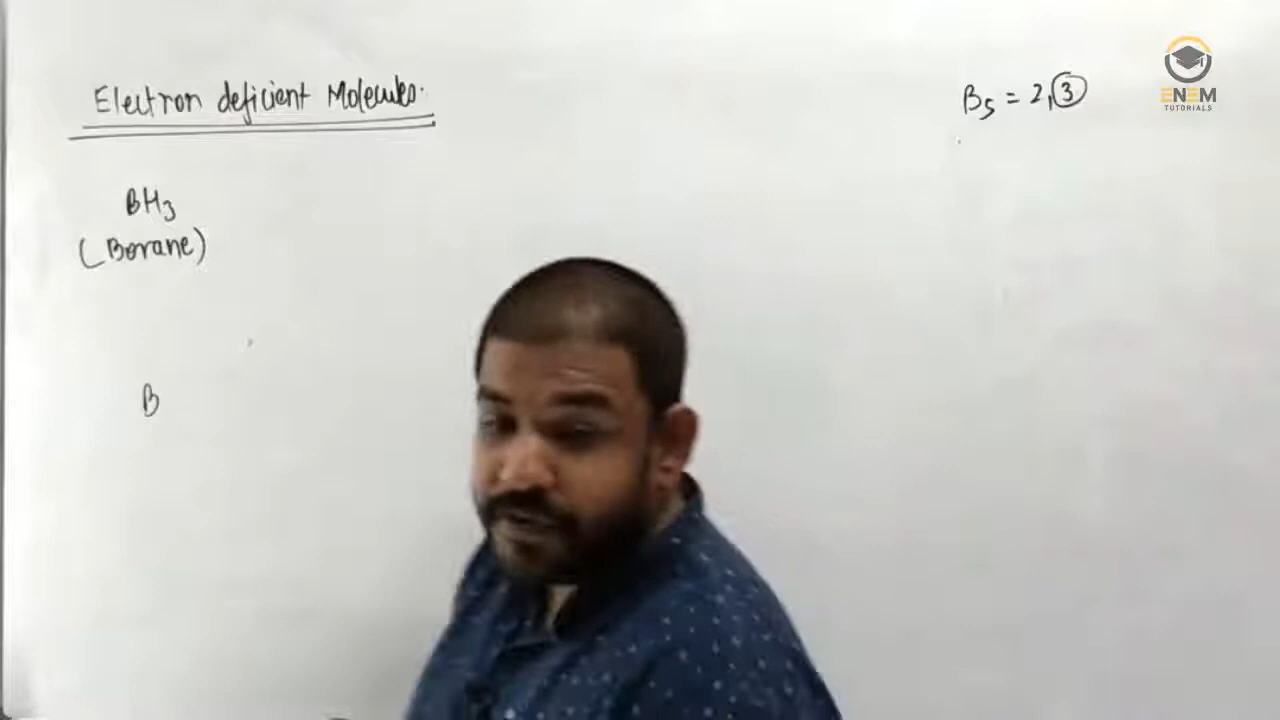 Electron deficient Molecules.
B₅ = 2,3
ENEM
TUTORIALS
BH₃
(Borane)
B